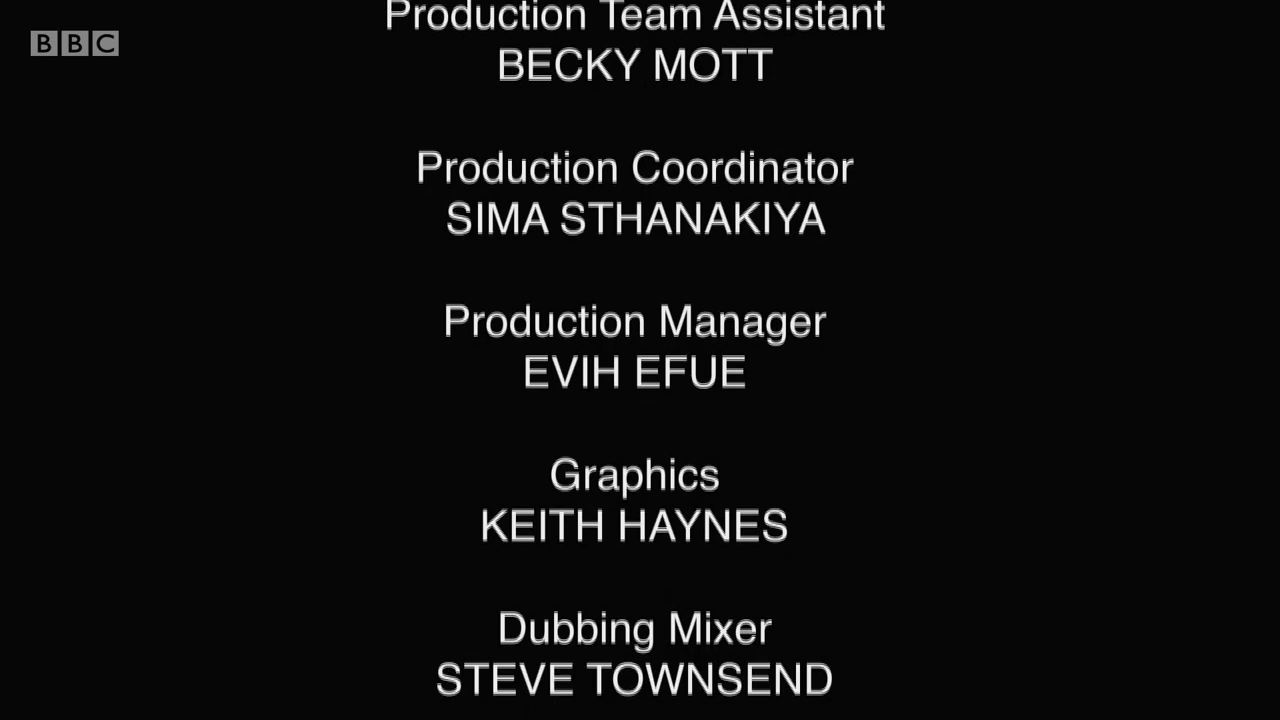 BBC
Production Team Assistant
BECKY MOTT
Production Coordinator
SIMA STHANAKIYA
Production Manager
EVIH EFUE
Graphics
KEITH HAYNES
Dubbing Mixer
STEVE TOWNSEND